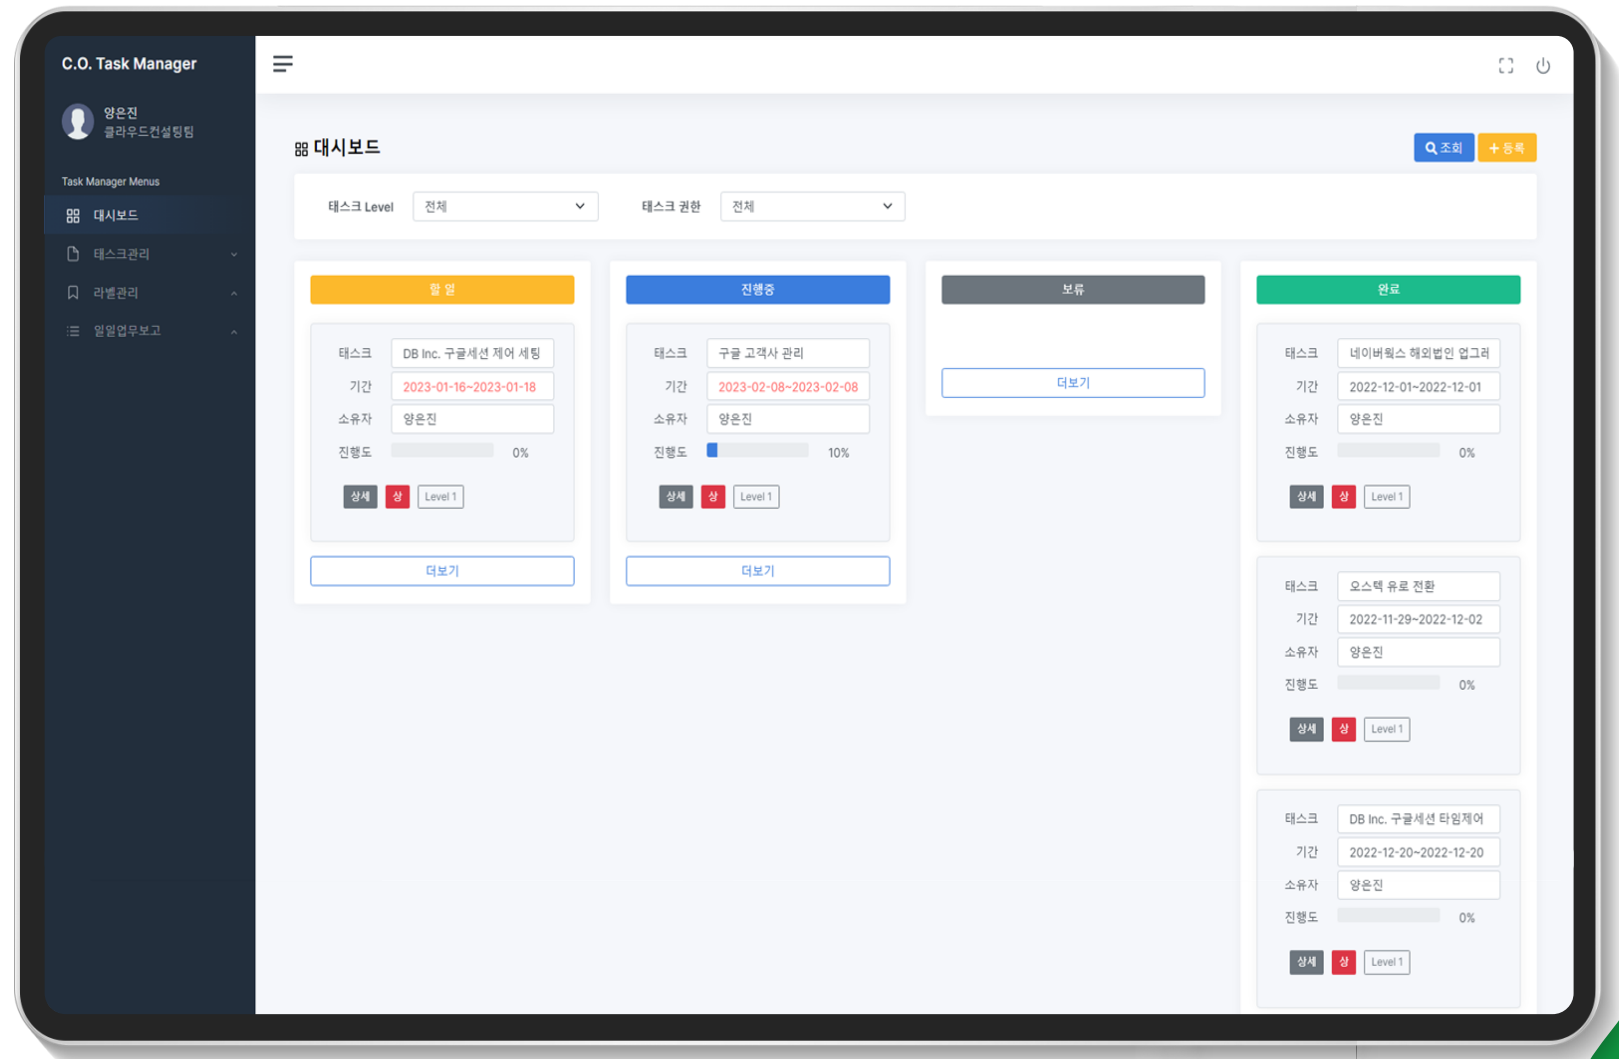 C.O. Task Manager
양은진
클라우드컨설팅팀
Task Manager Menus
대시보드
태스크관리
라벨관리
일일업무보고
대시보드
조회
등록
태스크 Level 전체
태스크 권한 전체
할 일
태스크 DB Inc. 구글세션 제어 세팅
기간 2023-01-16~2023-01-18
소유자 양은진
진행도 0%
상세 상 Level 1
더보기
진행중
태스크 구글 고객사 관리
기간 2023-02-08~2023-02-08
소유자 양은진
진행도 10%
상세 상 Level 1
더보기
보류
더보기
완료
태스크 네이버웍스 해외법인 업그레
기간 2022-12-01~2022-12-01
소유자 양은진
진행도 0%
상세 상 Level 1
태스크 오스텍 유로 전환
기간 2022-11-29~2022-12-02
소유자 양은진
진행도 0%
상세 상 Level 1
태스크 DB Inc. 구글세션 타임제어
기간 2022-12-20~2022-12-20
소유자 양은진
진행도 0%
상세 상 Level 1